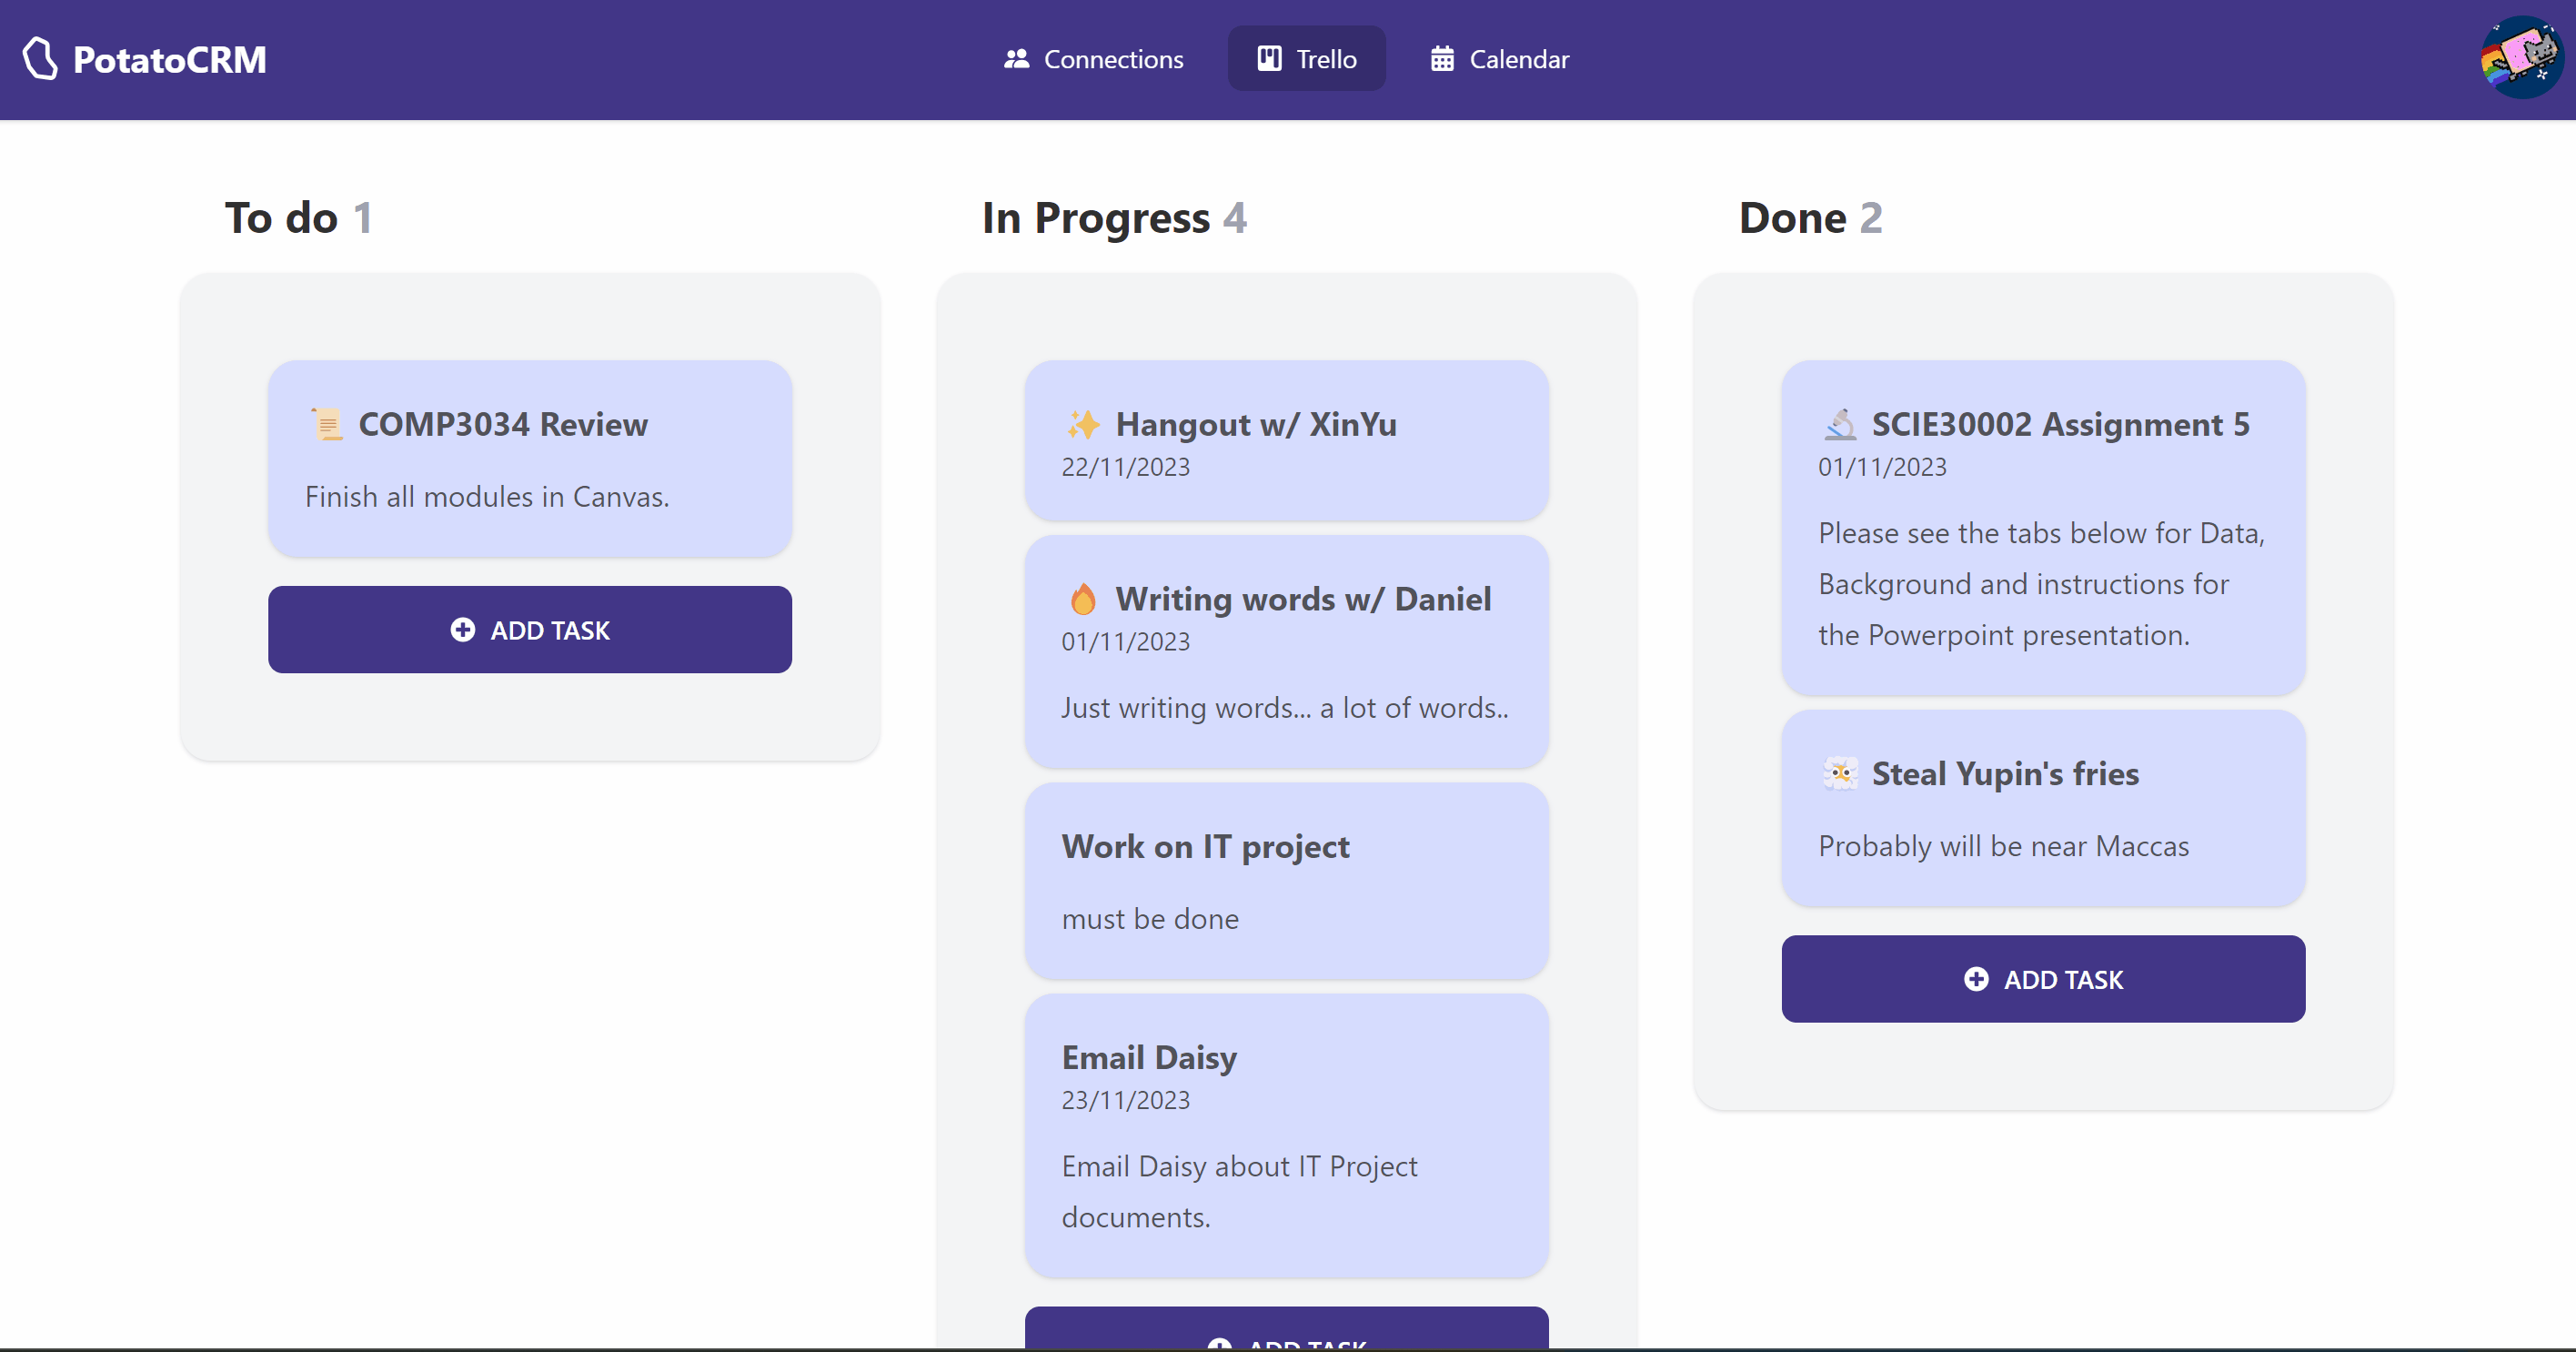 PotatoCRM
Connections
Trello
Calendar
To do 1
COMP3034 Review
Finish all modules in Canvas.
ADD TASK
In Progress 4
Hangout w/ XinYu
22/11/2023
Writing words w/ Daniel
01/11/2023
Just writing words... a lot of words..
Work on IT project
must be done
Email Daisy
23/11/2023
Email Daisy about IT Project
documents.
ADD TASK
Done 2
SCIE30002 Assignment 5
01/11/2023
Please see the tabs below for Data,
Background and instructions for
the Powerpoint presentation.
Steal Yupin's fries
Probably will be near Maccas
ADD TASK